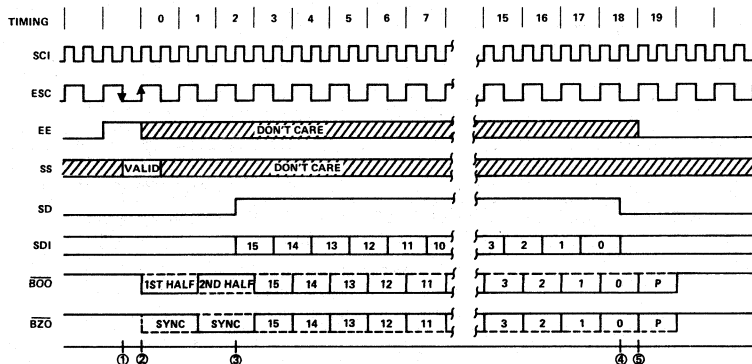 TIMING 0 1 2 3 4 5 6 7 15 16 17 18 19
SCI
ESC
EE DON'T CARE
SS VALID DON'T CARE
SD
SDI 15 14 13 12 11 10 3 2 1 0
BOO 1ST HALF 2ND HALF 15 14 13 12 11 3 2 1 0 P
BZO SYNC SYNC 15 14 13 12 11 3 2 1 0 P
① ② ③ ④ ⑤